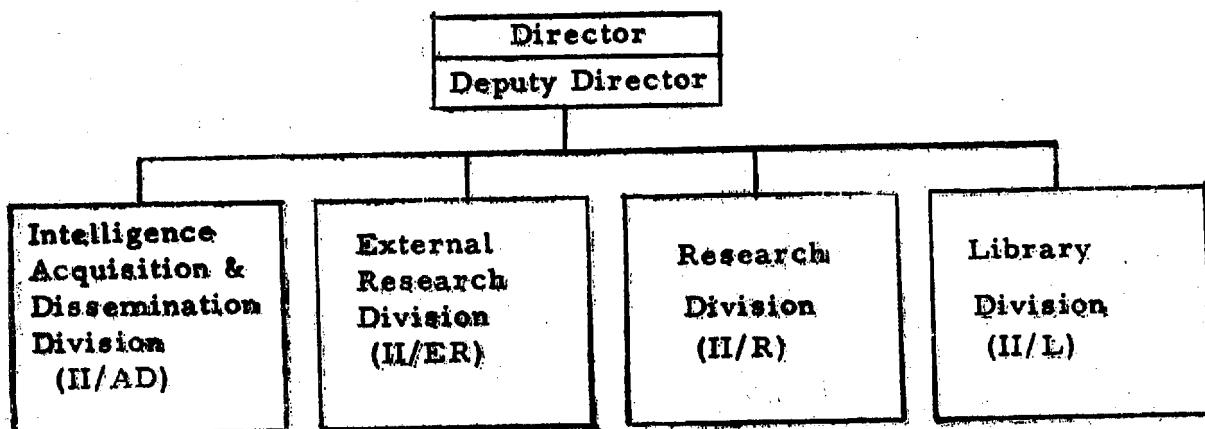 Director
Deputy Director
Intelligence
Acquisition &
Dissemination
Division
(II/AD)
External
Research
Division
(II/ER)
Research
Division
(II/R)
Library
Division
(II/L)